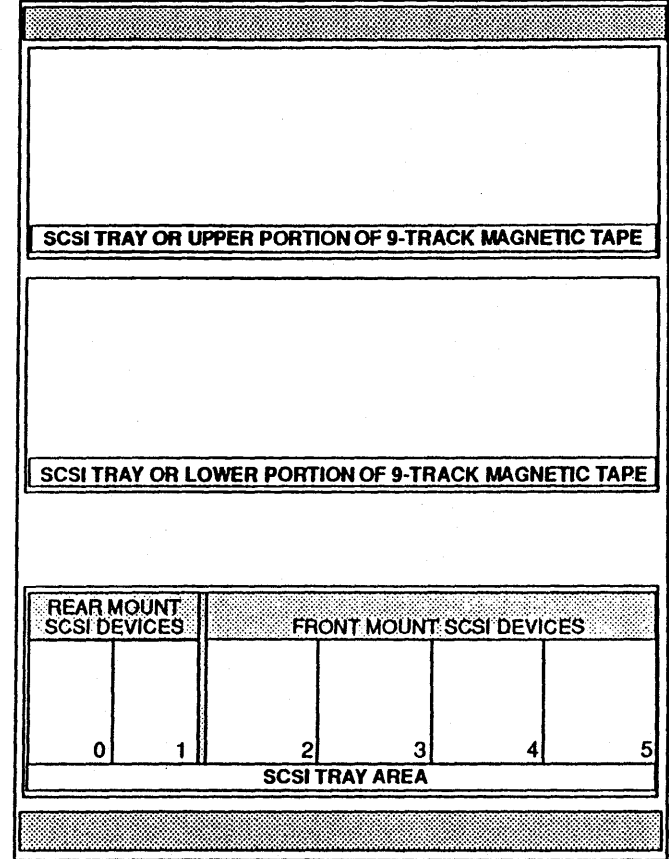 SCSI TRAY OR UPPER PORTION OF 9-TRACK MAGNETIC TAPE
SCSI TRAY OR LOWER PORTION OF 9-TRACK MAGNETIC TAPE
REAR MOUNT
SCSI DEVICES
FRONT MOUNT SCSI DEVICES
0 1 2 3 4 5
SCSI TRAY AREA